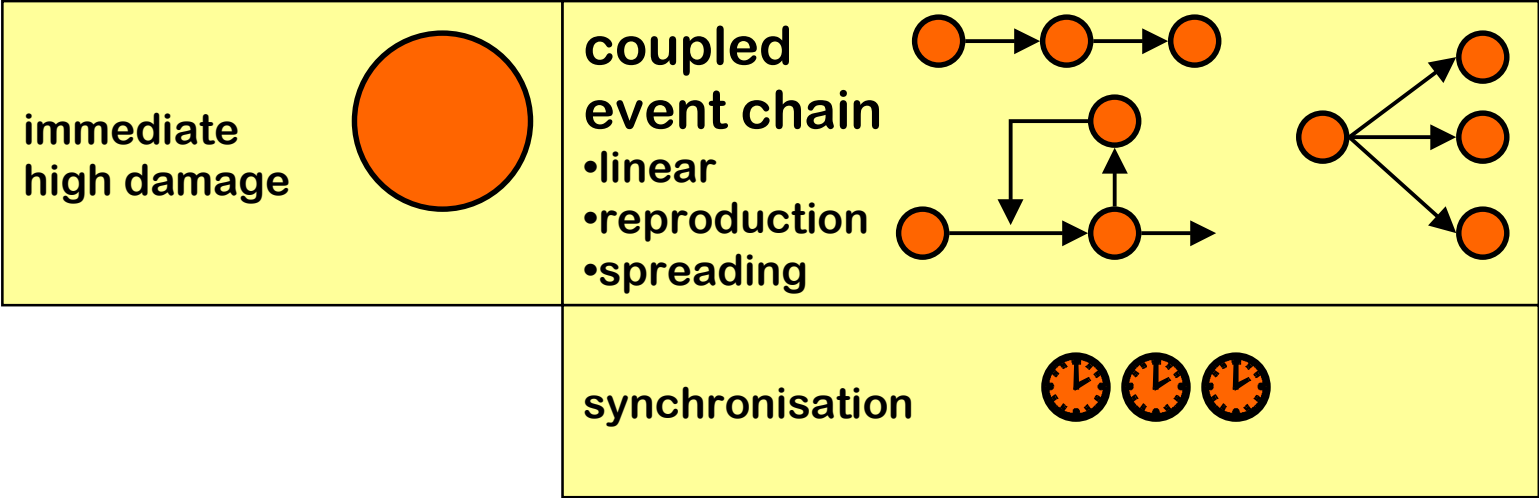 immediate
high damage
coupled
event chain
•linear
•reproduction
•spreading
synchronisation